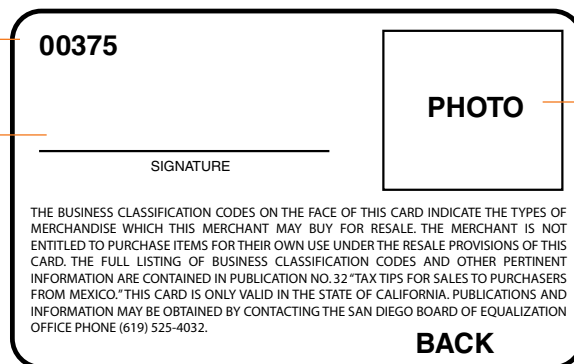 00375
PHOTO
SIGNATURE
THE BUSINESS CLASSIFICATION CODES ON THE FACE OF THIS CARD INDICATE THE TYPES OF
MERCHANDISE WHICH THIS MERCHANT MAY BUY FOR RESALE. THE MERCHANT IS NOT
ENTITLED TO PURCHASE ITEMS FOR THEIR OWN USE UNDER THE RESALE PROVISIONS OF THIS
CARD. THE FULL LISTING OF BUSINESS CLASSIFICATION CODES AND OTHER PERTINENT
INFORMATION ARE CONTAINED IN PUBLICATION NO. 32 “TAX TIPS FOR SALES TO PURCHASERS
FROM MEXICO.” THIS CARD IS ONLY VALID IN THE STATE OF CALIFORNIA. PUBLICATIONS AND
INFORMATION MAY BE OBTAINED BY CONTACTING THE SAN DIEGO BOARD OF EQUALIZATION
OFFICE PHONE (619) 525-4032.
BACK